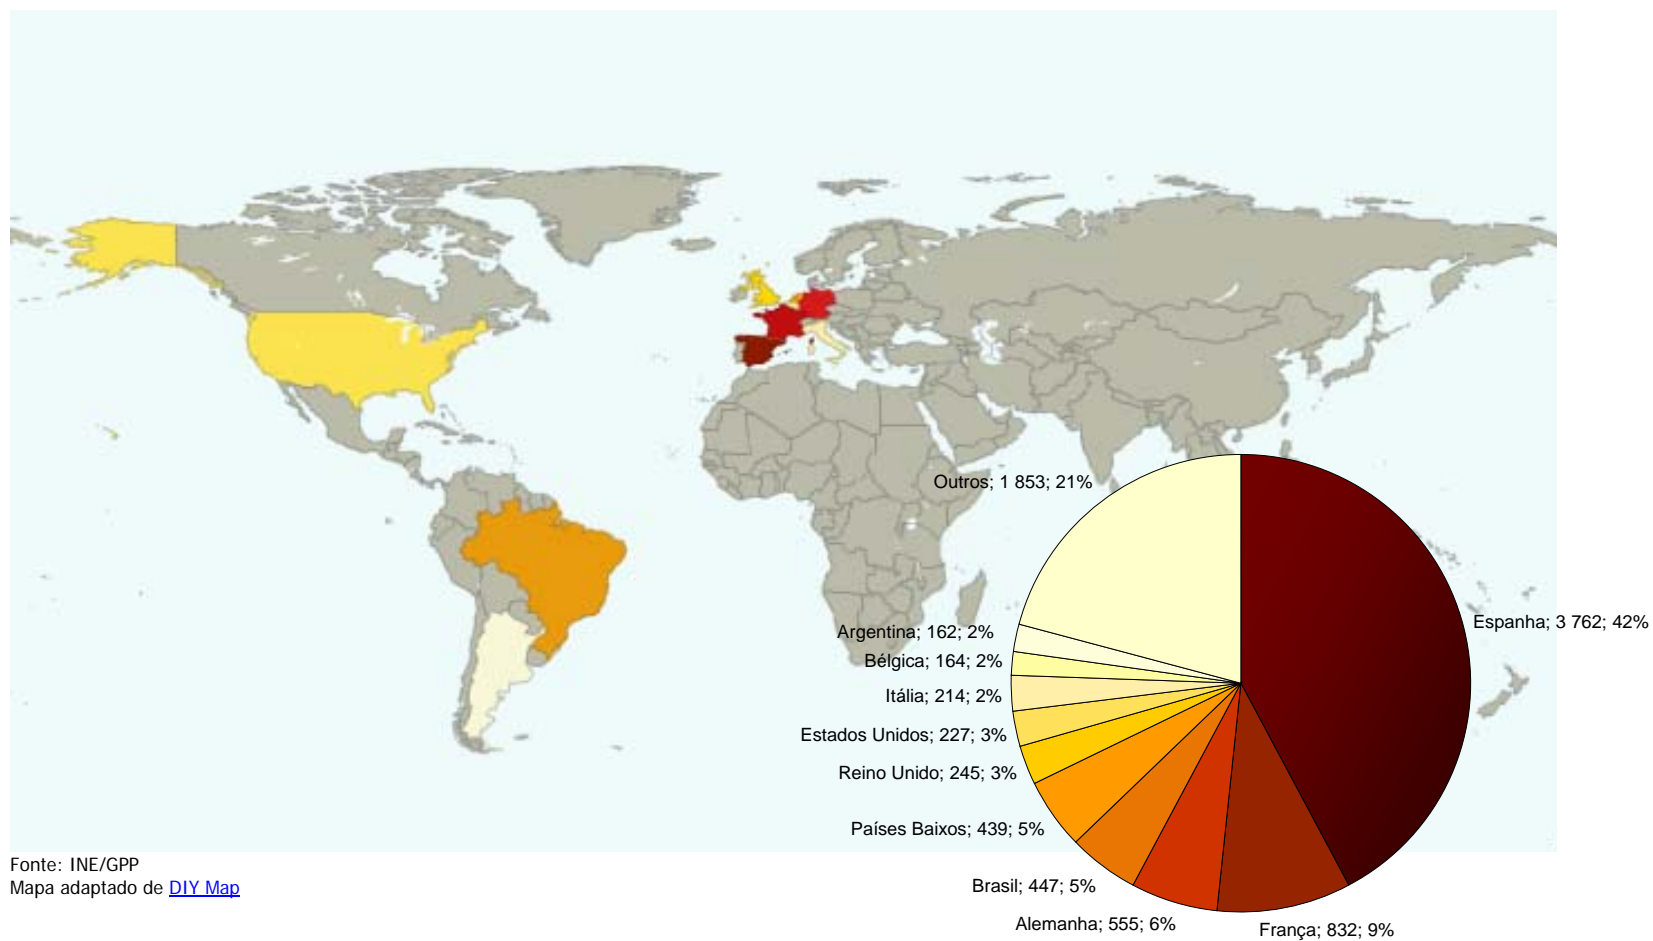 Outros; 1 853; 21%
Espanha; 3 762; 42%
Argentina; 162; 2%
Bélgica; 164; 2%
Itália; 214; 2%
Estados Unidos; 227; 3%
Reino Unido; 245; 3%
Países Baixos; 439; 5%
Brasil; 447; 5%
Alemanha; 555; 6%
França; 832; 9%
Fonte: INE/GPP
Mapa adaptado de DIY Map